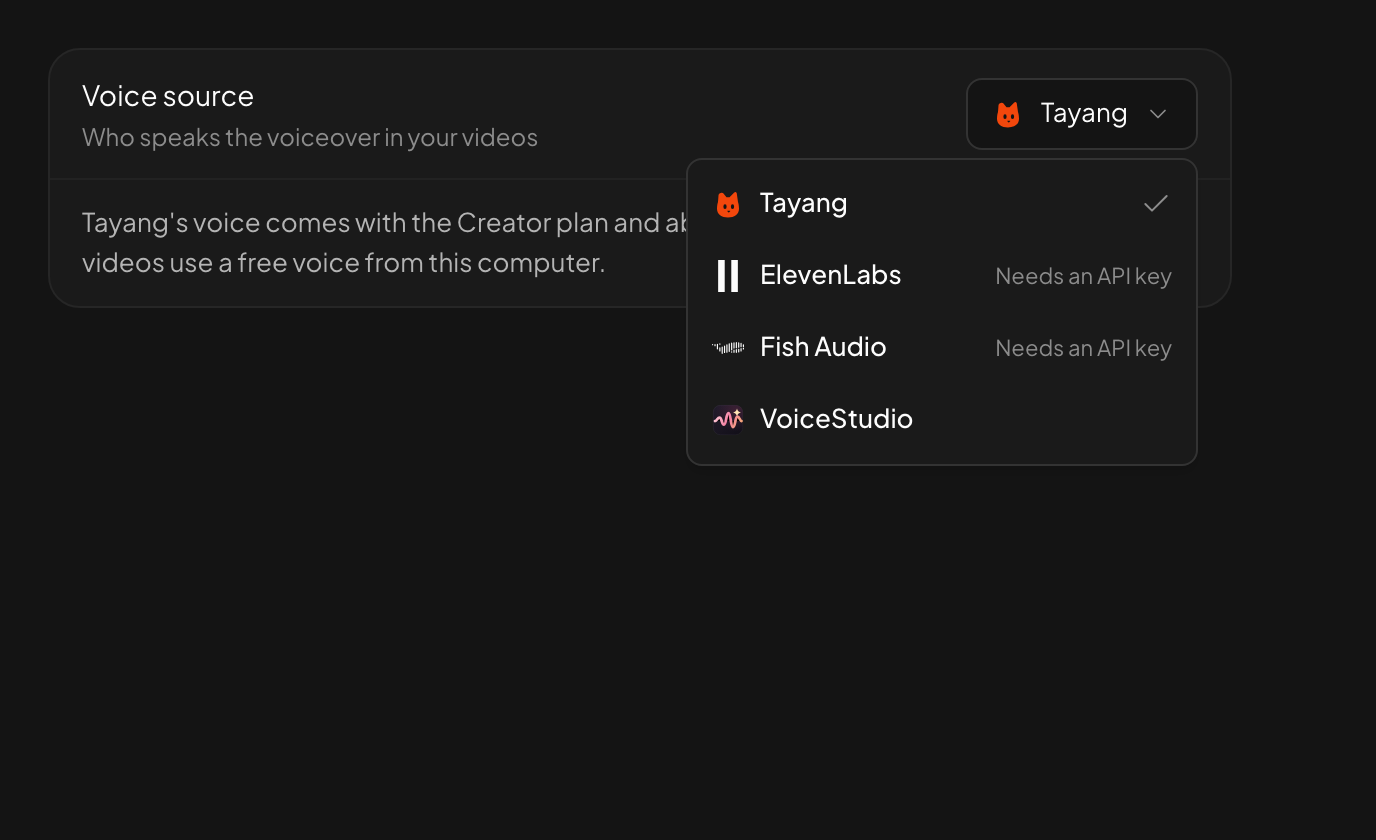 Voice source
Who speaks the voiceover in your videos
Tayang
Tayang's voice comes with the Creator plan and
videos use a free voice from this computer.
Tayang
ElevenLabs Needs an API key
Fish Audio Needs an API key
VoiceStudio